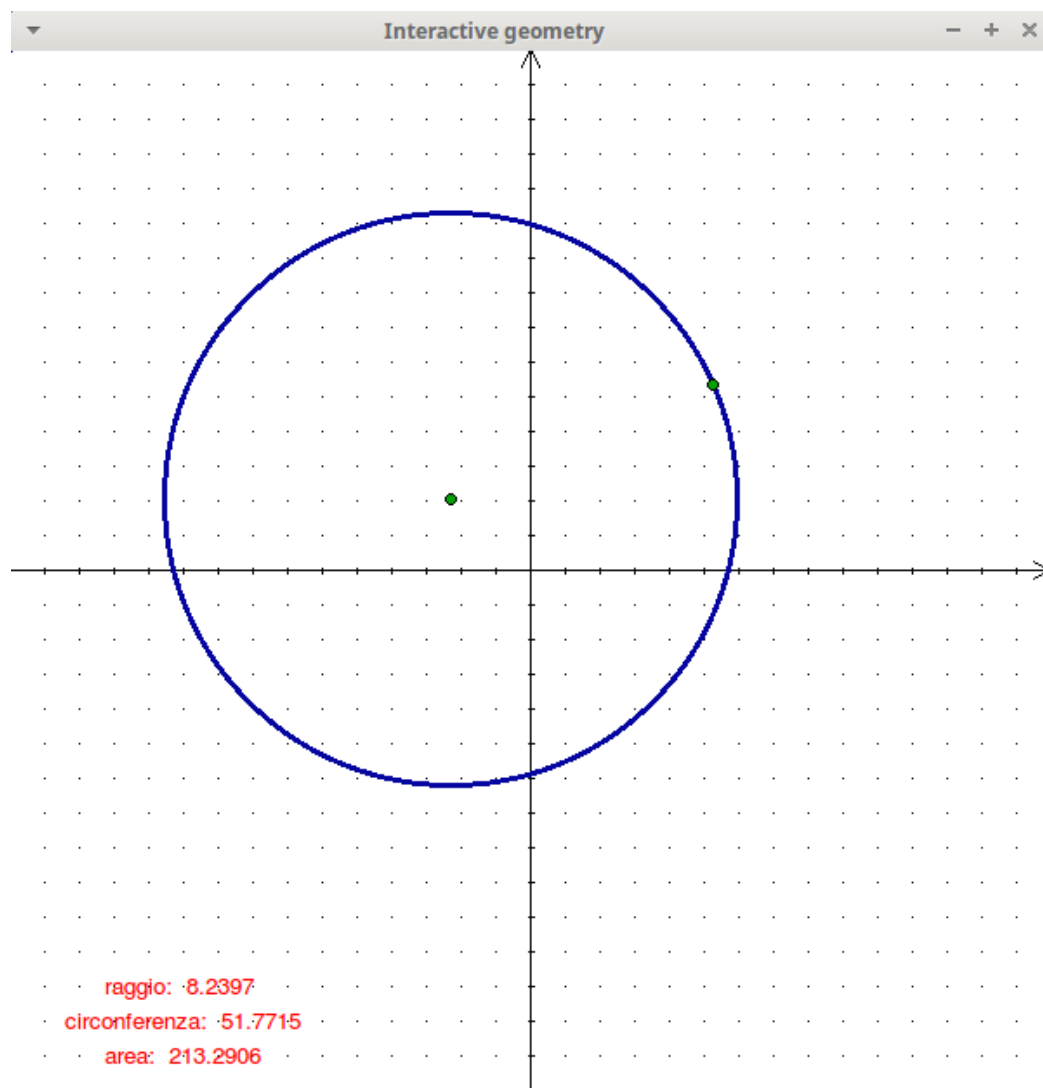 Interactive geometry
raggio: 8.2397
circonferenza: 51.7715
area: 213.2906